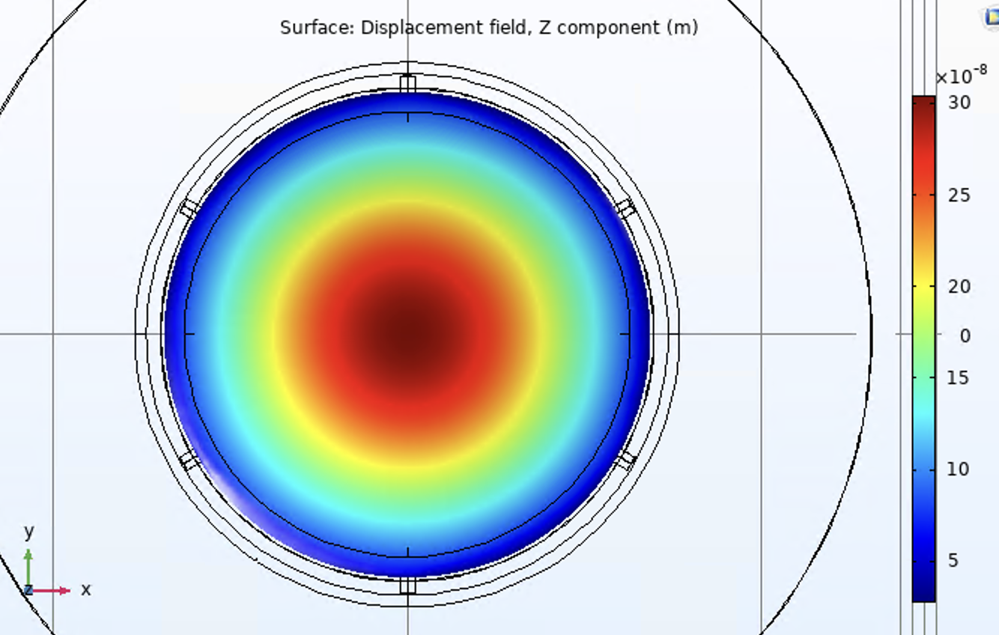 Surface: Displacement field, Z component (m)
×10⁻⁸
30
25
20
0
15
10
5
y
z
x